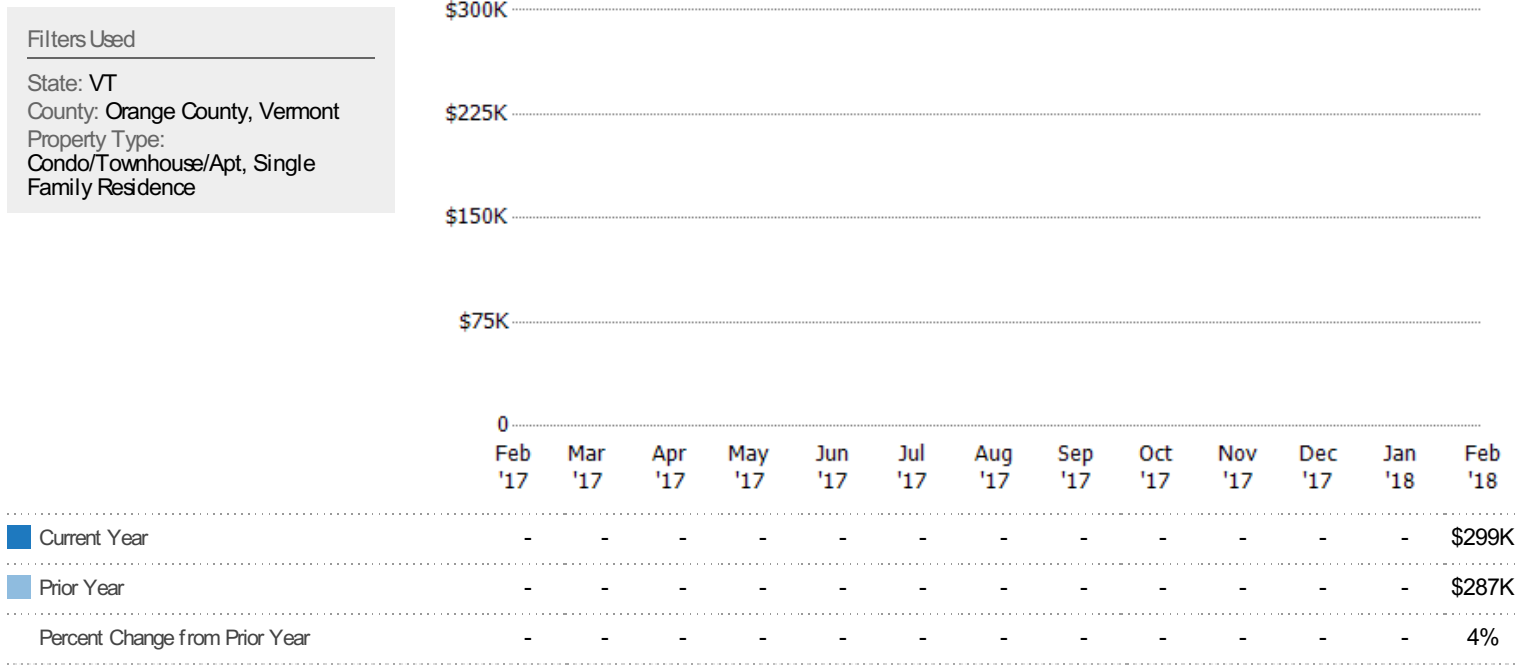 Filters Used
State: VT
County: Orange County, Vermont
Property Type:
Condo/Townhouse/Apt, Single
Family Residence
$300K
$225K
$150K
$75K
0
Feb Mar Apr May Jun Jul Aug Sep Oct Nov Dec Jan Feb
'17 '17 '17 '17 '17 '17 '17 '17 '17 '17 '17 '18 '18
Current Year - - - - - - - - - - - - $299K
Prior Year - - - - - - - - - - - - $287K
Percent Change from Prior Year - - - - - - - - - - - - 4%